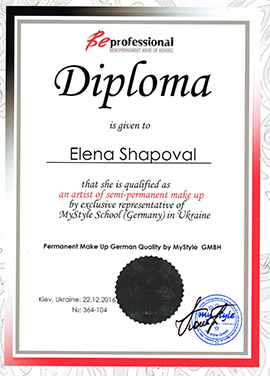 Be professional
SEMI-PERMANENT MAKE UP SCHOOL
Diploma
is given to
Elena Shapoval
that she is qualified as
an artist of semi-permanent make up
by exclusive representative of
MyStyle School (Germany) in Ukraine
Permanent Make Up German Quality by MyStyle GMBH
Kiev, Ukraine: 22.12.2016
№: 364-104
my style